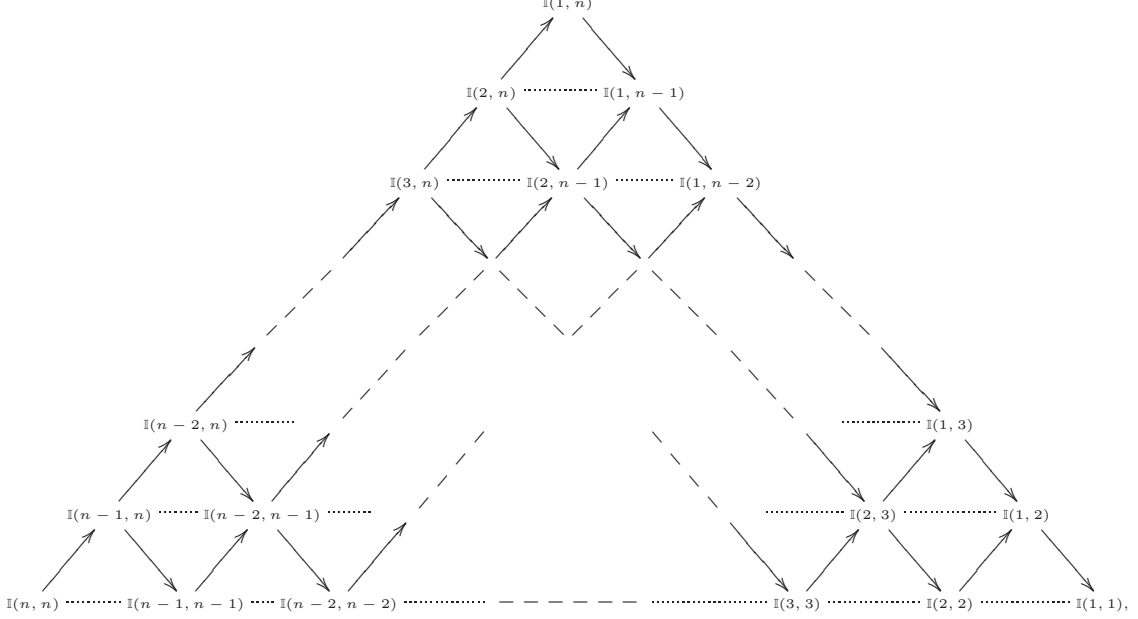 𝕀(1, n)
𝕀(2, n) 𝕀(1, n − 1)
𝕀(3, n) 𝕀(2, n − 1) 𝕀(1, n − 2)
𝕀(n − 2, n) 𝕀(1, 3)
𝕀(n − 1, n) 𝕀(n − 2, n − 1) 𝕀(2, 3) 𝕀(1, 2)
𝕀(n, n) 𝕀(n − 1, n − 1) 𝕀(n − 2, n − 2) 𝕀(3, 3) 𝕀(2, 2) 𝕀(1, 1),